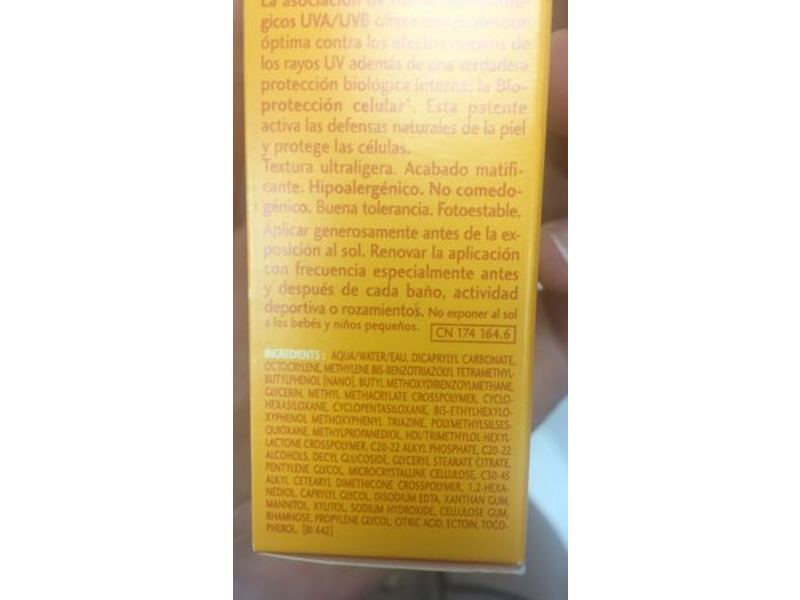 La asociación de
gicos UVA/UVB ofrece una protección
óptima contra los efectos nocivos de
los rayos UV además de una verdadera
protección biológica interna: la Bio-
protección celular*. Esta patente
activa las defensas naturales de la piel
y protege las células.
Textura ultraligera. Acabado matifi-
cante. Hipoalergénico. No comedo-
génico. Buena tolerancia. Fotoestable.
Aplicar generosamente antes de la ex-
posición al sol. Renovar la aplicación
con frecuencia especialmente antes
y después de cada baño, actividad
deportiva o rozamientos. No exponer al sol
a los bebés y niños pequeños. CN 174 164.6
INGREDIENTS : AQUA/WATER/EAU, DICAPRYLYL CARBONATE,
OCTOCRYLENE, METHYLENE BIS-BENZOTRIAZOLYL TETRAMETHYL-
BUTYLPHENOL [NANO], BUTYL METHOXYDIBENZOYLMETHANE,
GLYCERIN, METHYL METHACRYLATE CROSSPOLYMER, CYCLO-
HEXASILOXANE, CYCLOPENTASILOXANE, BIS-ETHYLHEXYLO-
XYPHENOL METHOXYPHENYL TRIAZINE, POLYMETHYLSILSES-
QUIOXANE, METHYLPROPANEDIOL, HDI/TRIMETHYLOL HEXYL-
LACTONE CROSSPOLYMER, C20-22 ALKYL PHOSPHATE, C20-22
ALCOHOLS, DECYL GLUCOSIDE, GLYCERYL STEARATE CITRATE,
PENTYLENE GLYCOL, MICROCRYSTALLINE CELLULOSE, C30-45
ALKYL CETEARYL DIMETHICONE CROSSPOLYMER, 1,2-HEXA-
NEDIOL, CAPRYLYL GLYCOL, DISODIUM EDTA, XANTHAN GUM,
MANNITOL, XYLITOL, SODIUM HYDROXIDE, CELLULOSE GUM,
RHAMNOSE, PROPYLENE GLYCOL, CITRIC ACID, ECTOIN, TOCO-
PHEROL. [BI 642]